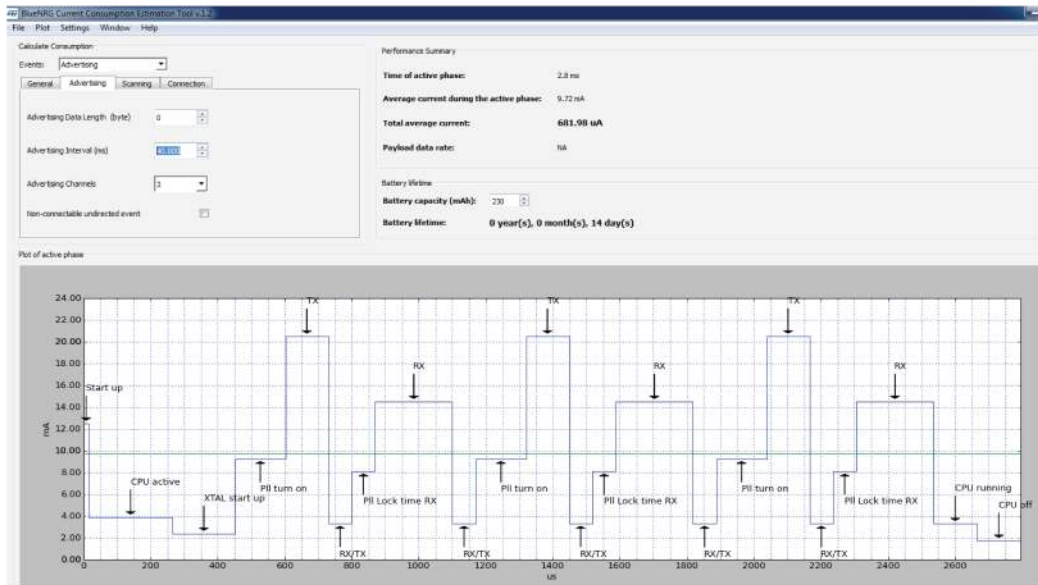 BlueNRG Current Consumption Estimation Tool v.1.2
File Plot Settings Window Help
Calculate Consumption
Events: Advertising
General Advertising Scanning Connection
Advertising Data Length (byte) 0
Advertising Interval (ms) 40.000
Advertising Channels 3
Non-connectable undirected event
Performance Summary
Time of active phase: 2.8 ms
Average current during the active phase: 9.72 mA
Total average current: 681.98 uA
Payload data rate: NA
Battery lifetime
Battery capacity (mAh): 230
Battery lifetime: 0 year(s), 0 month(s), 14 day(s)
Plot of active phase
24.00
22.00
20.00
18.00
16.00
14.00
12.00
10.00
8.00
6.00
4.00
2.00
0.00
mA
TX TX TX
RX RX RX
Start up
Pll turn on Pll turn on Pll turn on
Pll Lock time RX Pll Lock time RX Pll Lock time RX
CPU active
XTAL start up
CPU running
CPU off
RX/TX RX/TX RX/TX RX/TX RX/TX
0 200 400 600 800 1000 1200 1400 1600 1800 2000 2200 2400 2600
us